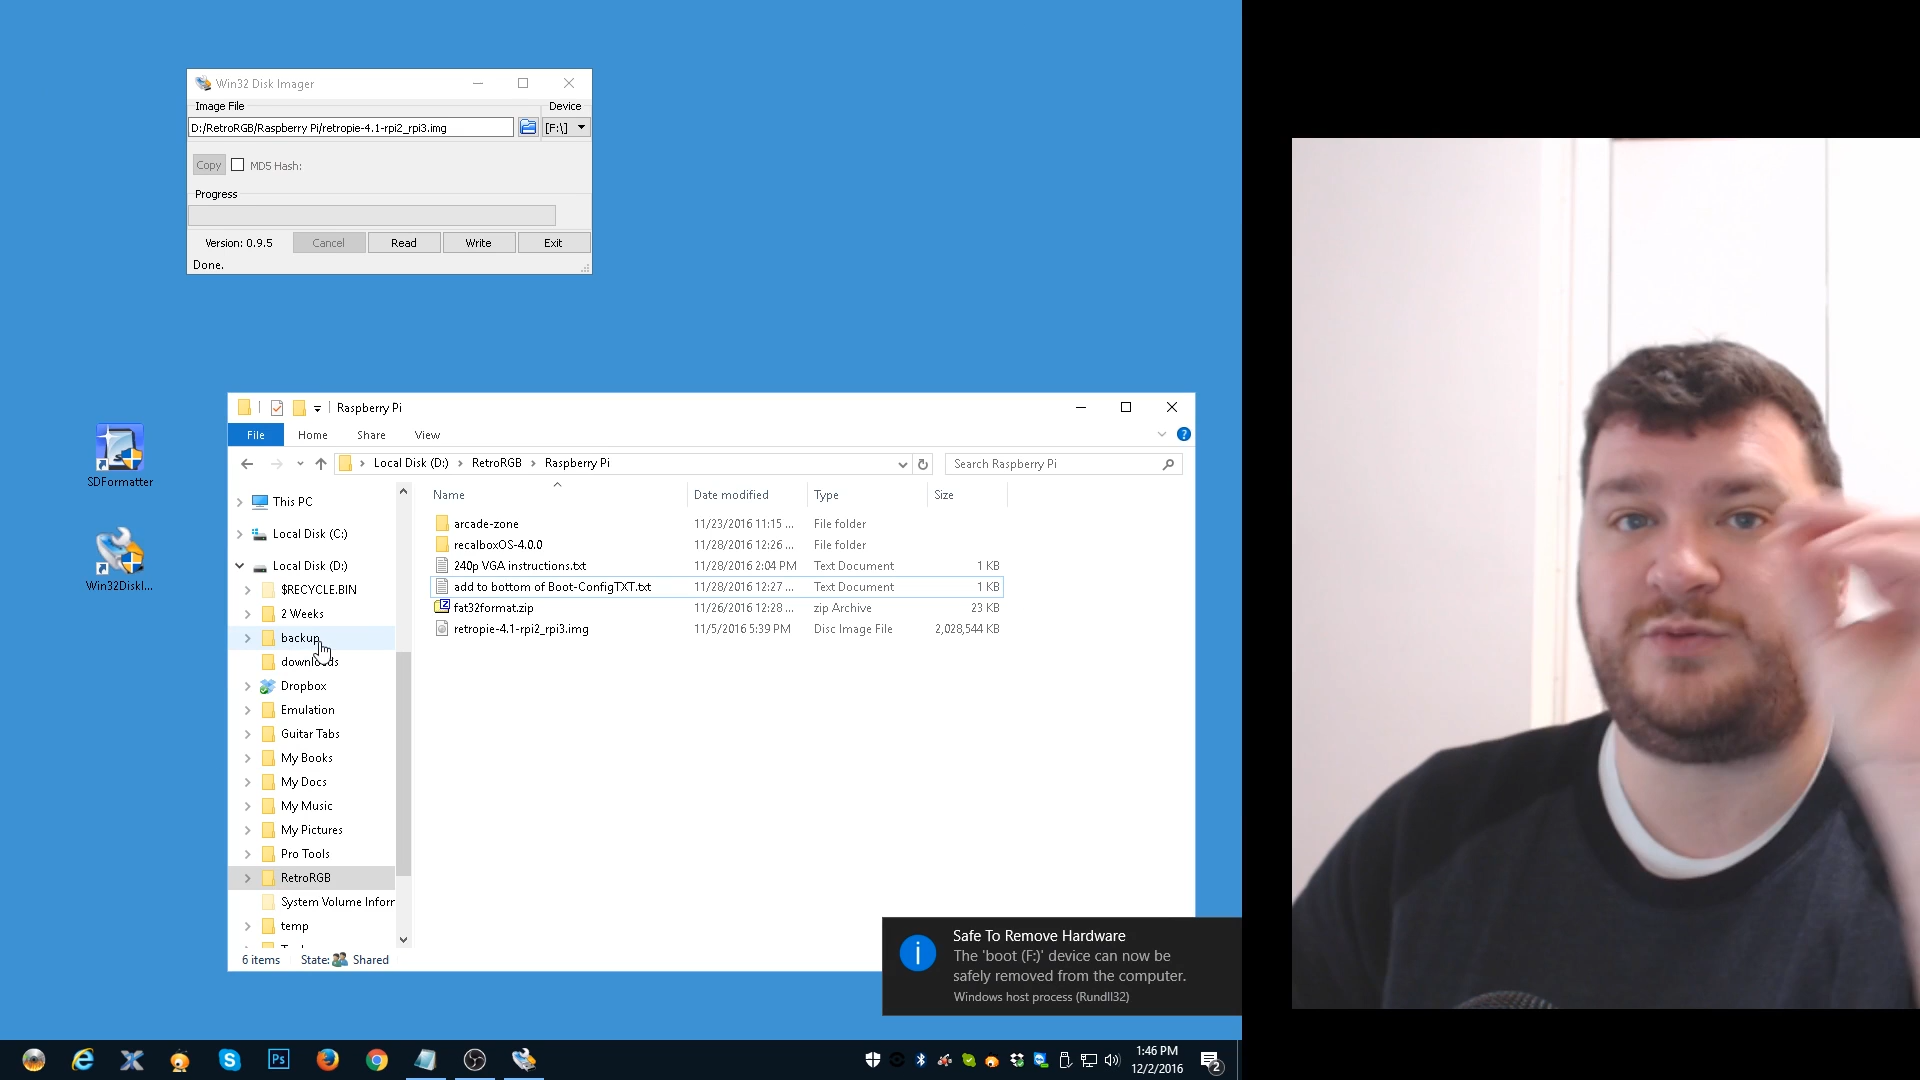 Win32 Disk Imager
Image File
Device
D:/RetroRGB/Raspberry Pi/retropie-4.1-rpi2_rpi3.img
[F:\]
Copy
MD5 Hash:
Progress
Version: 0.9.5
Cancel
Read
Write
Exit
Done.
SDFormatter
Win32DiskI...
Raspberry Pi
File
Home
Share
View
Local Disk (D:) > RetroRGB > Raspberry Pi
Search Raspberry Pi
This PC
Local Disk (C:)
Local Disk (D:)
$RECYCLE.BIN
2 Weeks
backup
downloads
Dropbox
Emulation
Guitar Tabs
My Books
My Docs
My Music
My Pictures
Pro Tools
RetroRGB
System Volume Infor
temp
Name Date modified Type Size
arcade-zone 11/23/2016 11:15 ... File folder
recalboxOS-4.0.0 11/28/2016 12:26 ... File folder
240p VGA instructions.txt 11/28/2016 2:04 PM Text Document 1 KB
add to bottom of Boot-ConfigTXT.txt 11/28/2016 12:27 ... Text Document 1 KB
fat32format.zip 11/26/2016 12:28 ... zip Archive 23 KB
retropie-4.1-rpi2_rpi3.img 11/5/2016 5:39 PM Disc Image File 2,028,544 KB
6 items State: Shared
Safe To Remove Hardware
The 'boot (F:)' device can now be
safely removed from the computer.
Windows host process (Rundll32)
Ps
1:46 PM
12/2/2016
2